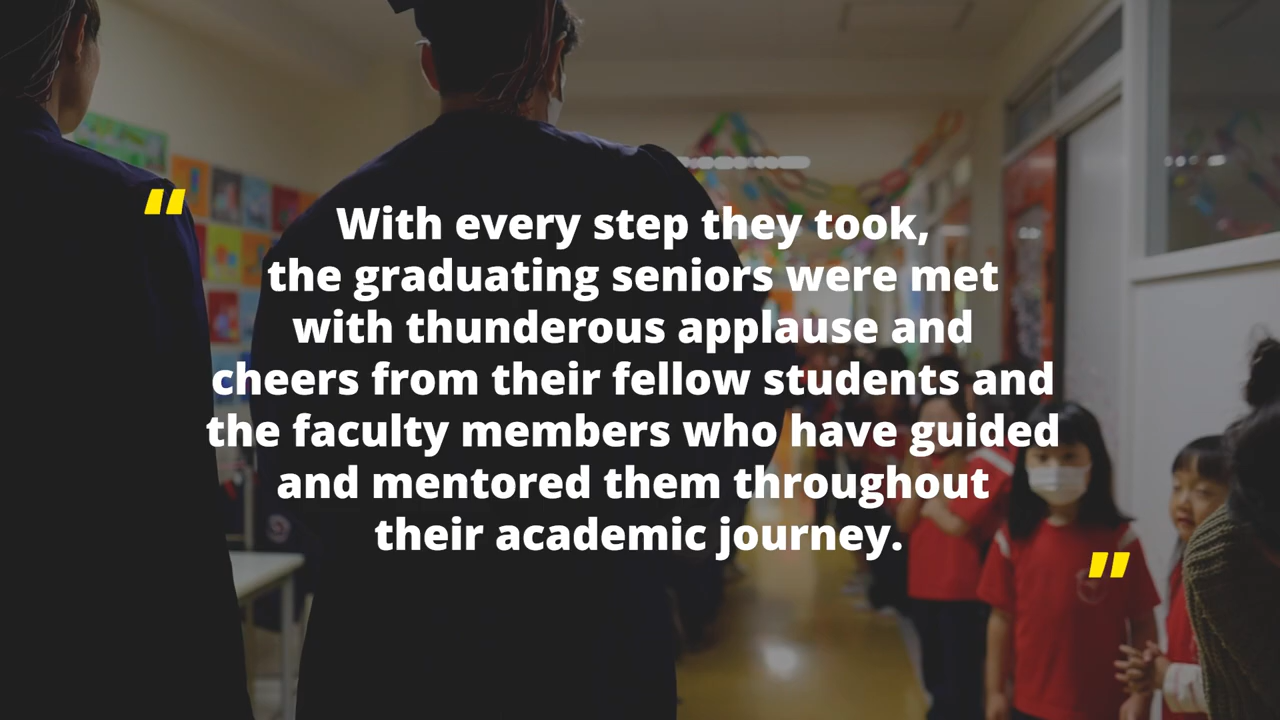 "
With every step they took,
the graduating seniors were met
with thunderous applause and
cheers from their fellow students and
the faculty members who have guided
and mentored them throughout
their academic journey.
"